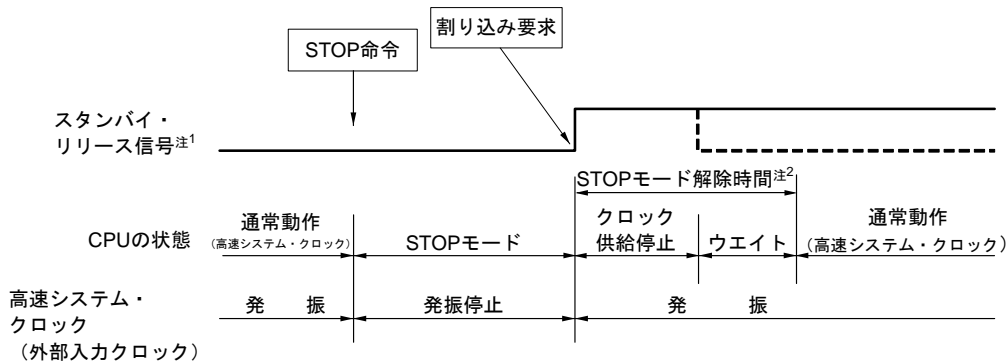 割り込み要求
STOP命令
スタンバイ・
リリース信号注1
STOPモード解除時間注2
CPUの状態
通常動作
(高速システム・クロック)
STOPモード
クロック
供給停止
ウエイト
通常動作
(高速システム・クロック)
高速システム・
クロック
(外部入力クロック)
発 振
発振停止
発 振